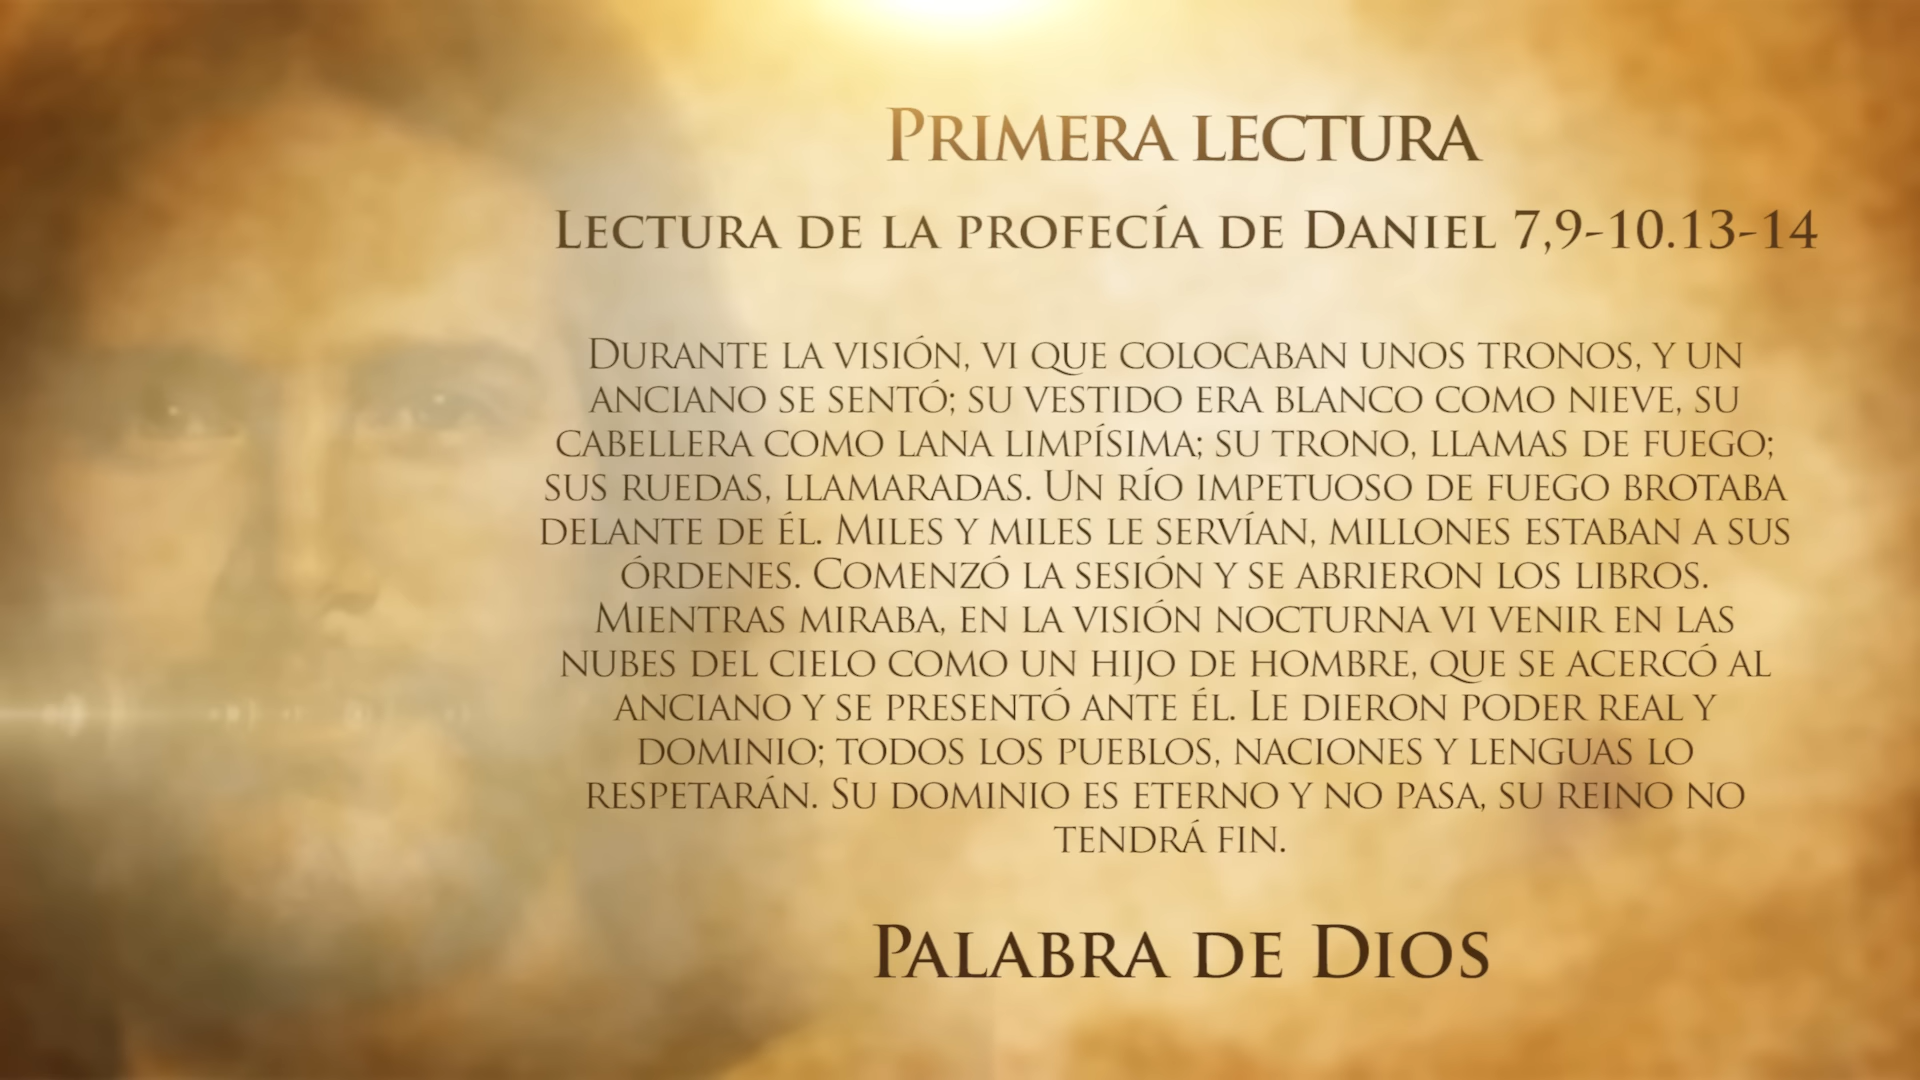 Primera lectura
Lectura de la profecía de Daniel 7,9-10.13-14
Durante la visión, vi que colocaban unos tronos, y un
anciano se sentó; su vestido era blanco como nieve, su
cabellera como lana limpísima; su trono, llamas de fuego;
sus ruedas, llamaradas. Un río impetuoso de fuego brotaba
delante de él. Miles y miles le servían, millones estaban a sus
órdenes. Comenzó la sesión y se abrieron los libros.
Mientras miraba, en la visión nocturna vi venir en las
nubes del cielo como un hijo de hombre, que se acercó al
anciano y se presentó ante él. Le dieron poder real y
dominio; todos los pueblos, naciones y lenguas lo
respetarán. Su dominio es eterno y no pasa, su reino no
tendrá fin.
Palabra de Dios